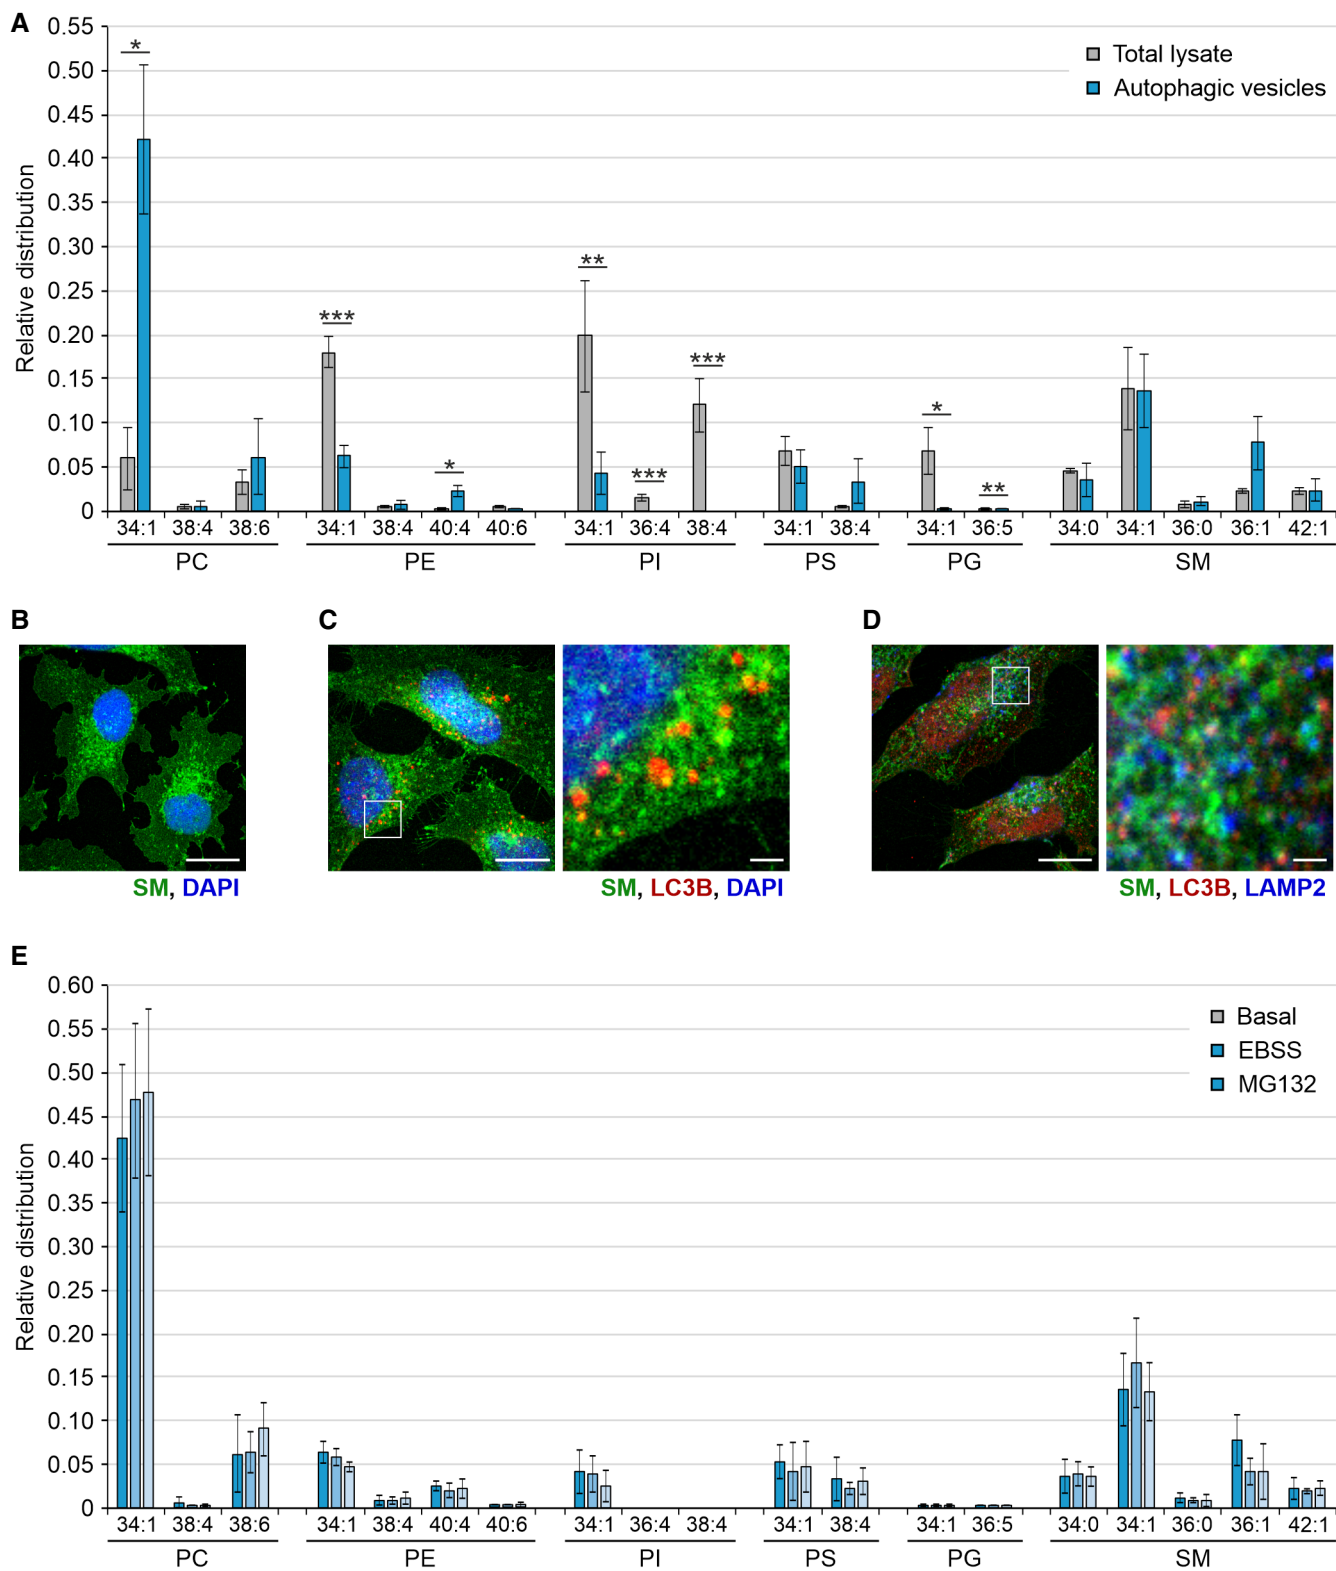 A
0.55
0.50
0.45
0.40
0.35
0.30
0.25
0.20
0.15
0.10
0.05
0
Relative distribution
Total lysate
Autophagic vesicles
*
***
*
**
***
***
*
**
34:1 38:4 38:6 34:1 38:4 40:4 40:6 34:1 36:4 38:4 34:1 38:4 34:1 36:5 34:0 34:1 36:0 36:1 42:1
PC PE PI PS PG SM
B
SM, DAPI
C
SM, LC3B, DAPI
D
SM, LC3B, LAMP2
E
0.60
0.55
0.50
0.45
0.40
0.35
0.30
0.25
0.20
0.15
0.10
0.05
0
Relative distribution
Basal
EBSS
MG132
34:1 38:4 38:6 34:1 38:4 40:4 40:6 34:1 36:4 38:4 34:1 38:4 34:1 36:5 34:0 34:1 36:0 36:1 42:1
PC PE PI PS PG SM